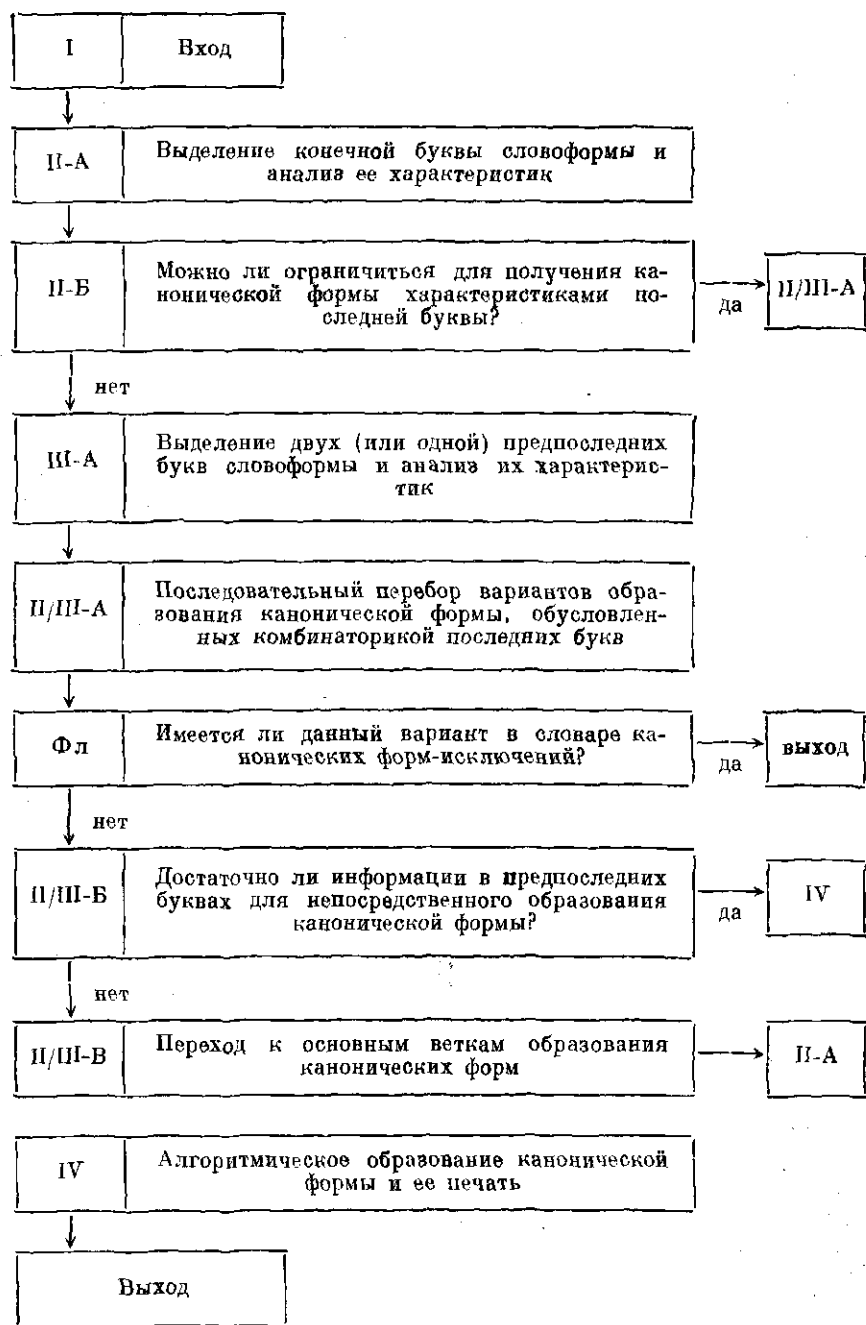 I Вход
II-А
Выделение конечной буквы словоформы и
анализ ее характеристик
II-Б
Можно ли ограничиться для получения ка-
нонической формы характеристиками по-
следней буквы?
да
II/III-А
нет
III-А
Выделение двух (или одной) предпоследних
букв словоформы и анализ их характерис-
тик
II/III-А
Последовательный перебор вариантов обра-
зования канонической формы, обусловлен-
ных комбинаторикой последних букв
Фл
Имеется ли данный вариант в словаре ка-
нонических форм-исключений?
да
выход
нет
II/III-Б
Достаточно ли информации в предпоследних
буквах для непосредственного образования
канонической формы?
да
IV
нет
II/III-В
Переход к основным веткам образования
канонических форм
II-А
IV
Алгоритмическое образование канонической
формы и ее печать
Выход